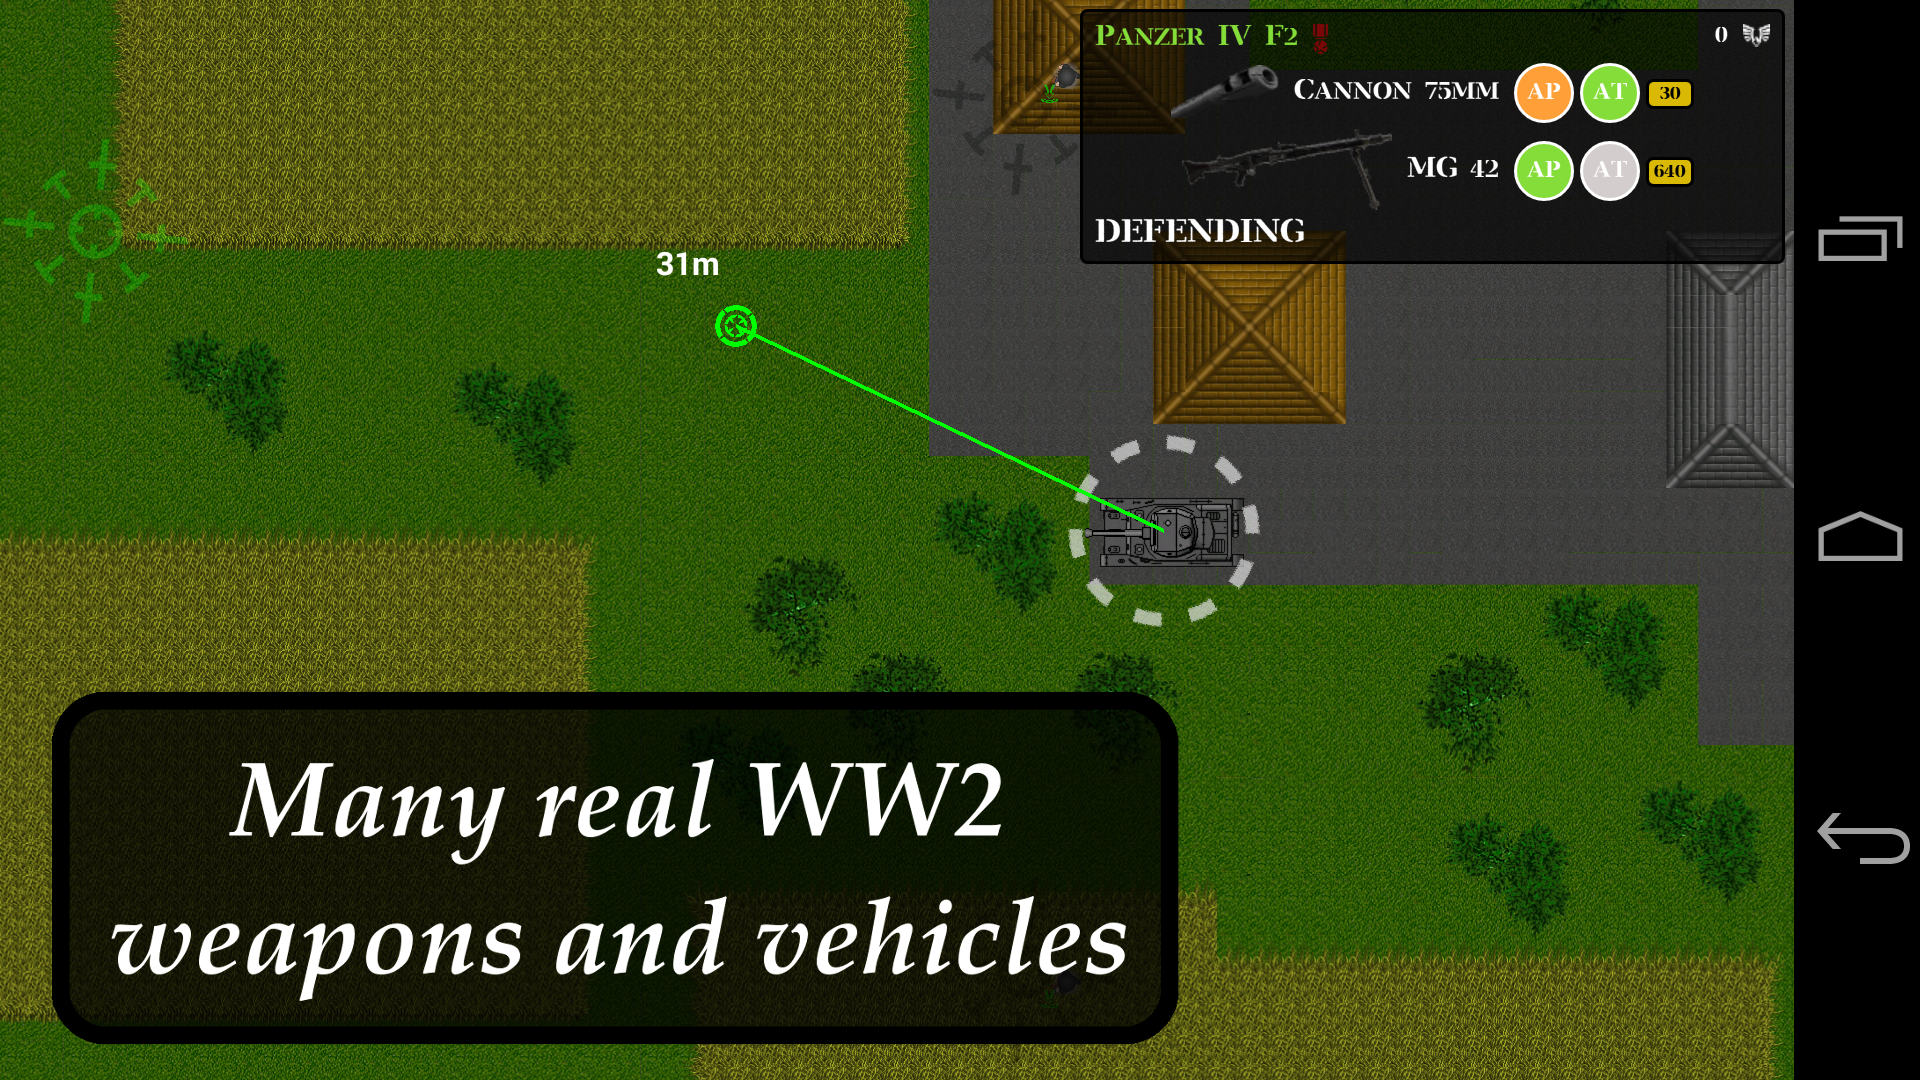 PANZER IV F2 0
CANNON 75MM AP AT 30
MG 42 AP AT 640
DEFENDING
31m
Many real WW2
weapons and vehicles